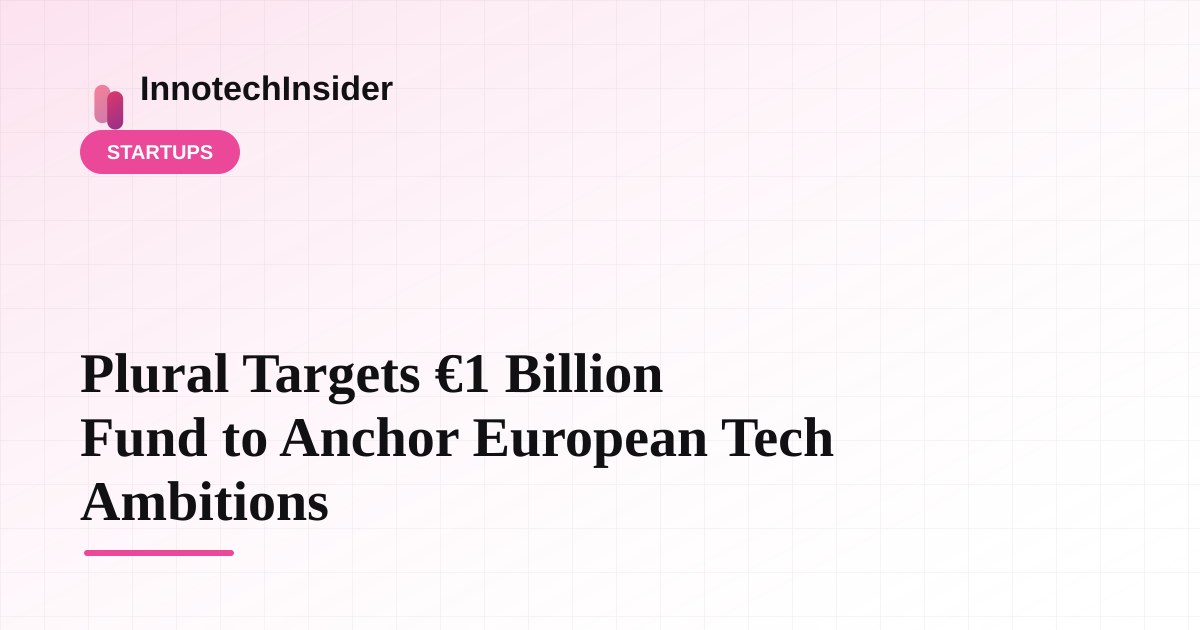 InnotechInsider
STARTUPS
Plural Targets €1 Billion
Fund to Anchor European Tech
Ambitions